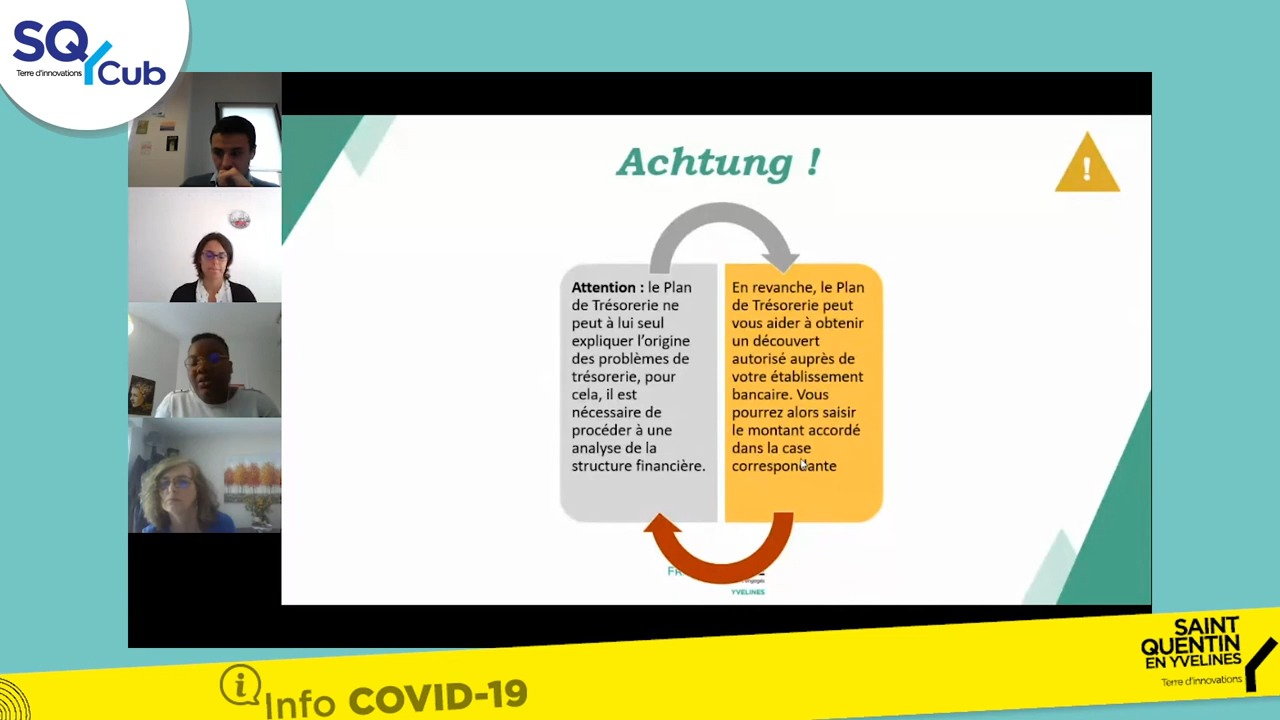 SQY Cub
Terre d'innovations
Achtung !
!
Attention : le Plan
de Trésorerie ne
peut à lui seul
expliquer l'origine
des problèmes de
trésorerie, pour
cela, il est
nécessaire de
procéder à une
analyse de la
structure financière.
En revanche, le Plan
de Trésorerie peut
vous aider à obtenir
un découvert
autorisé auprès de
votre établissement
bancaire. Vous
pourrez alors saisir
le montant accordé
dans la case
correspondante
YVELINES
i Info COVID-19
SAINT
QUENTIN
EN YVELINES
Terre d'innovations